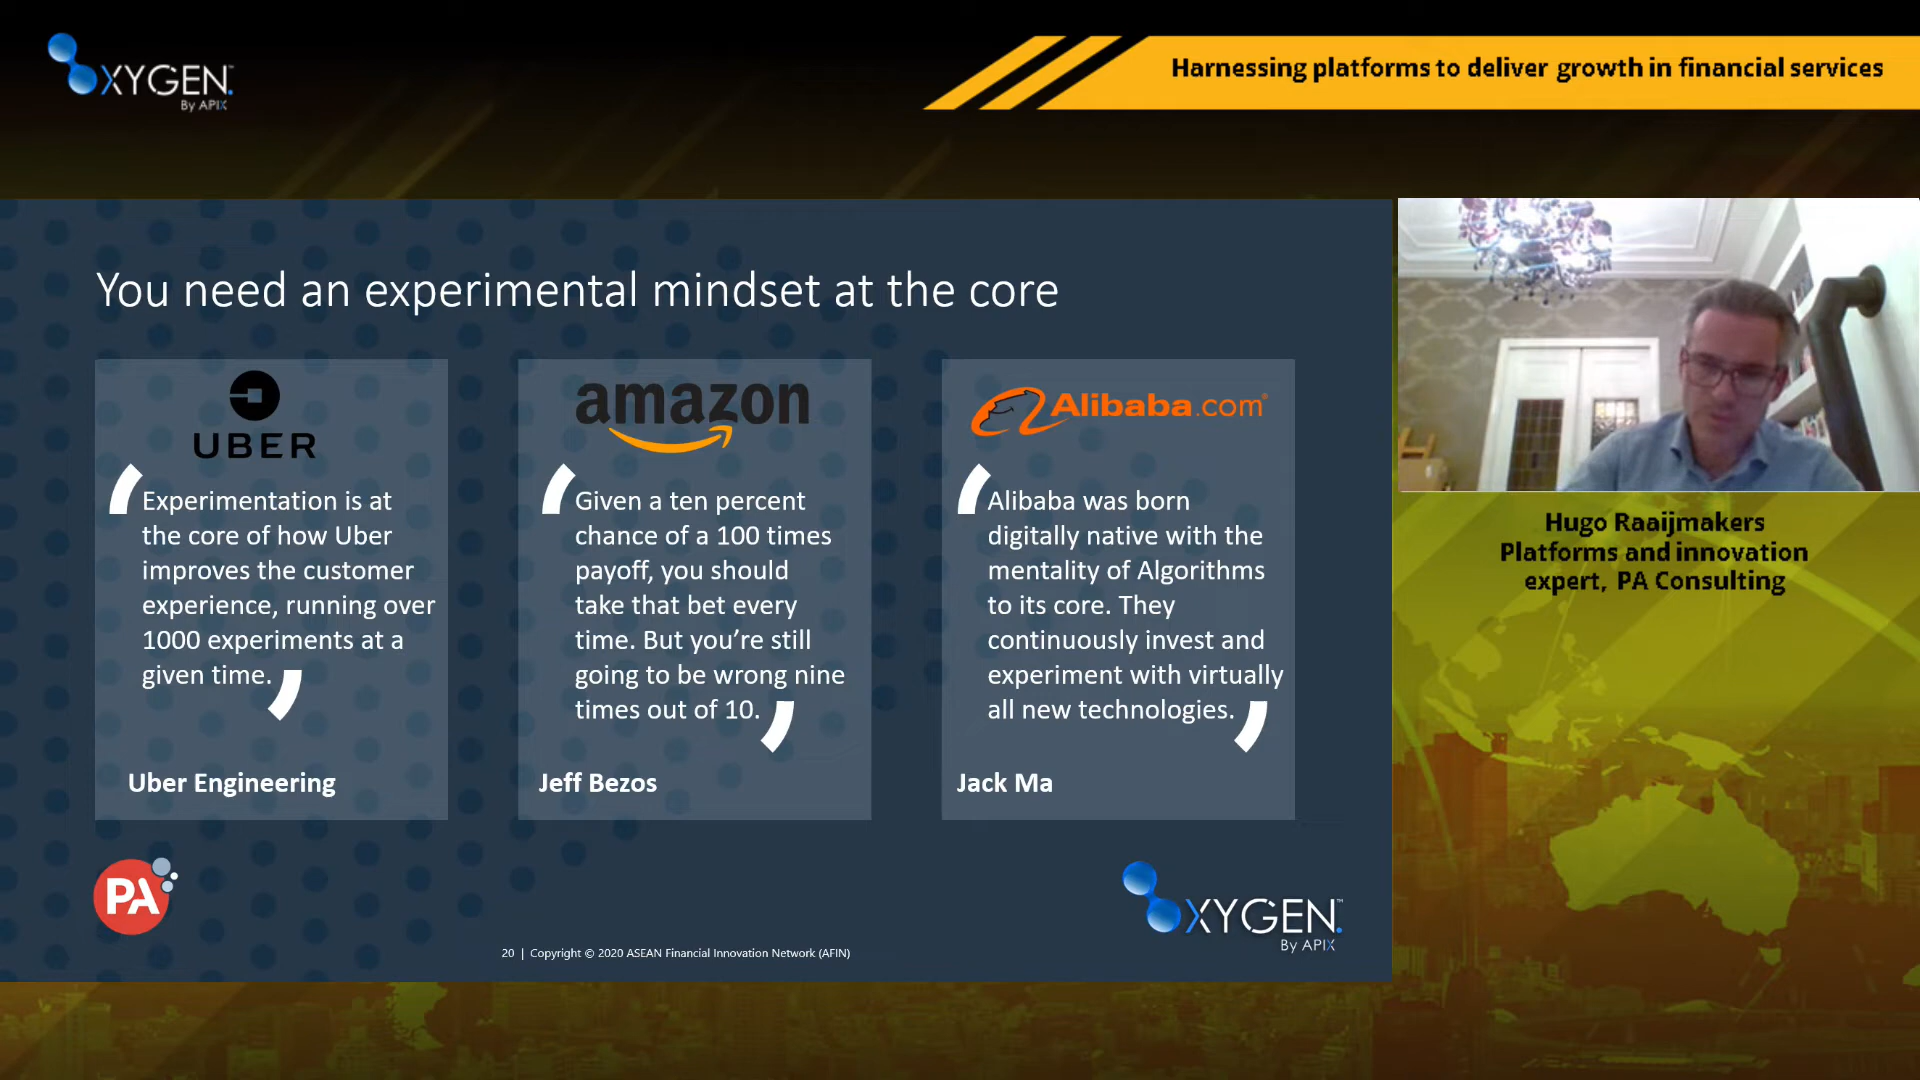 OXYGEN™
By APIX
Harnessing platforms to deliver growth in financial services
You need an experimental mindset at the core
UBER
‘Experimentation is at
the core of how Uber
improves the customer
experience, running over
1000 experiments at a
given time.’
Uber Engineering
amazon
‘Given a ten percent
chance of a 100 times
payoff, you should
take that bet every
time. But you’re still
going to be wrong nine
times out of 10.’
Jeff Bezos
Alibaba.com®
‘Alibaba was born
digitally native with the
mentality of Algorithms
to its core. They
continuously invest and
experiment with virtually
all new technologies.’
Jack Ma
PA
20 | Copyright © 2020 ASEAN Financial Innovation Network (AFIN)
OXYGEN™
By APIX
Hugo Raaijmakers
Platforms and innovation
expert, PA Consulting